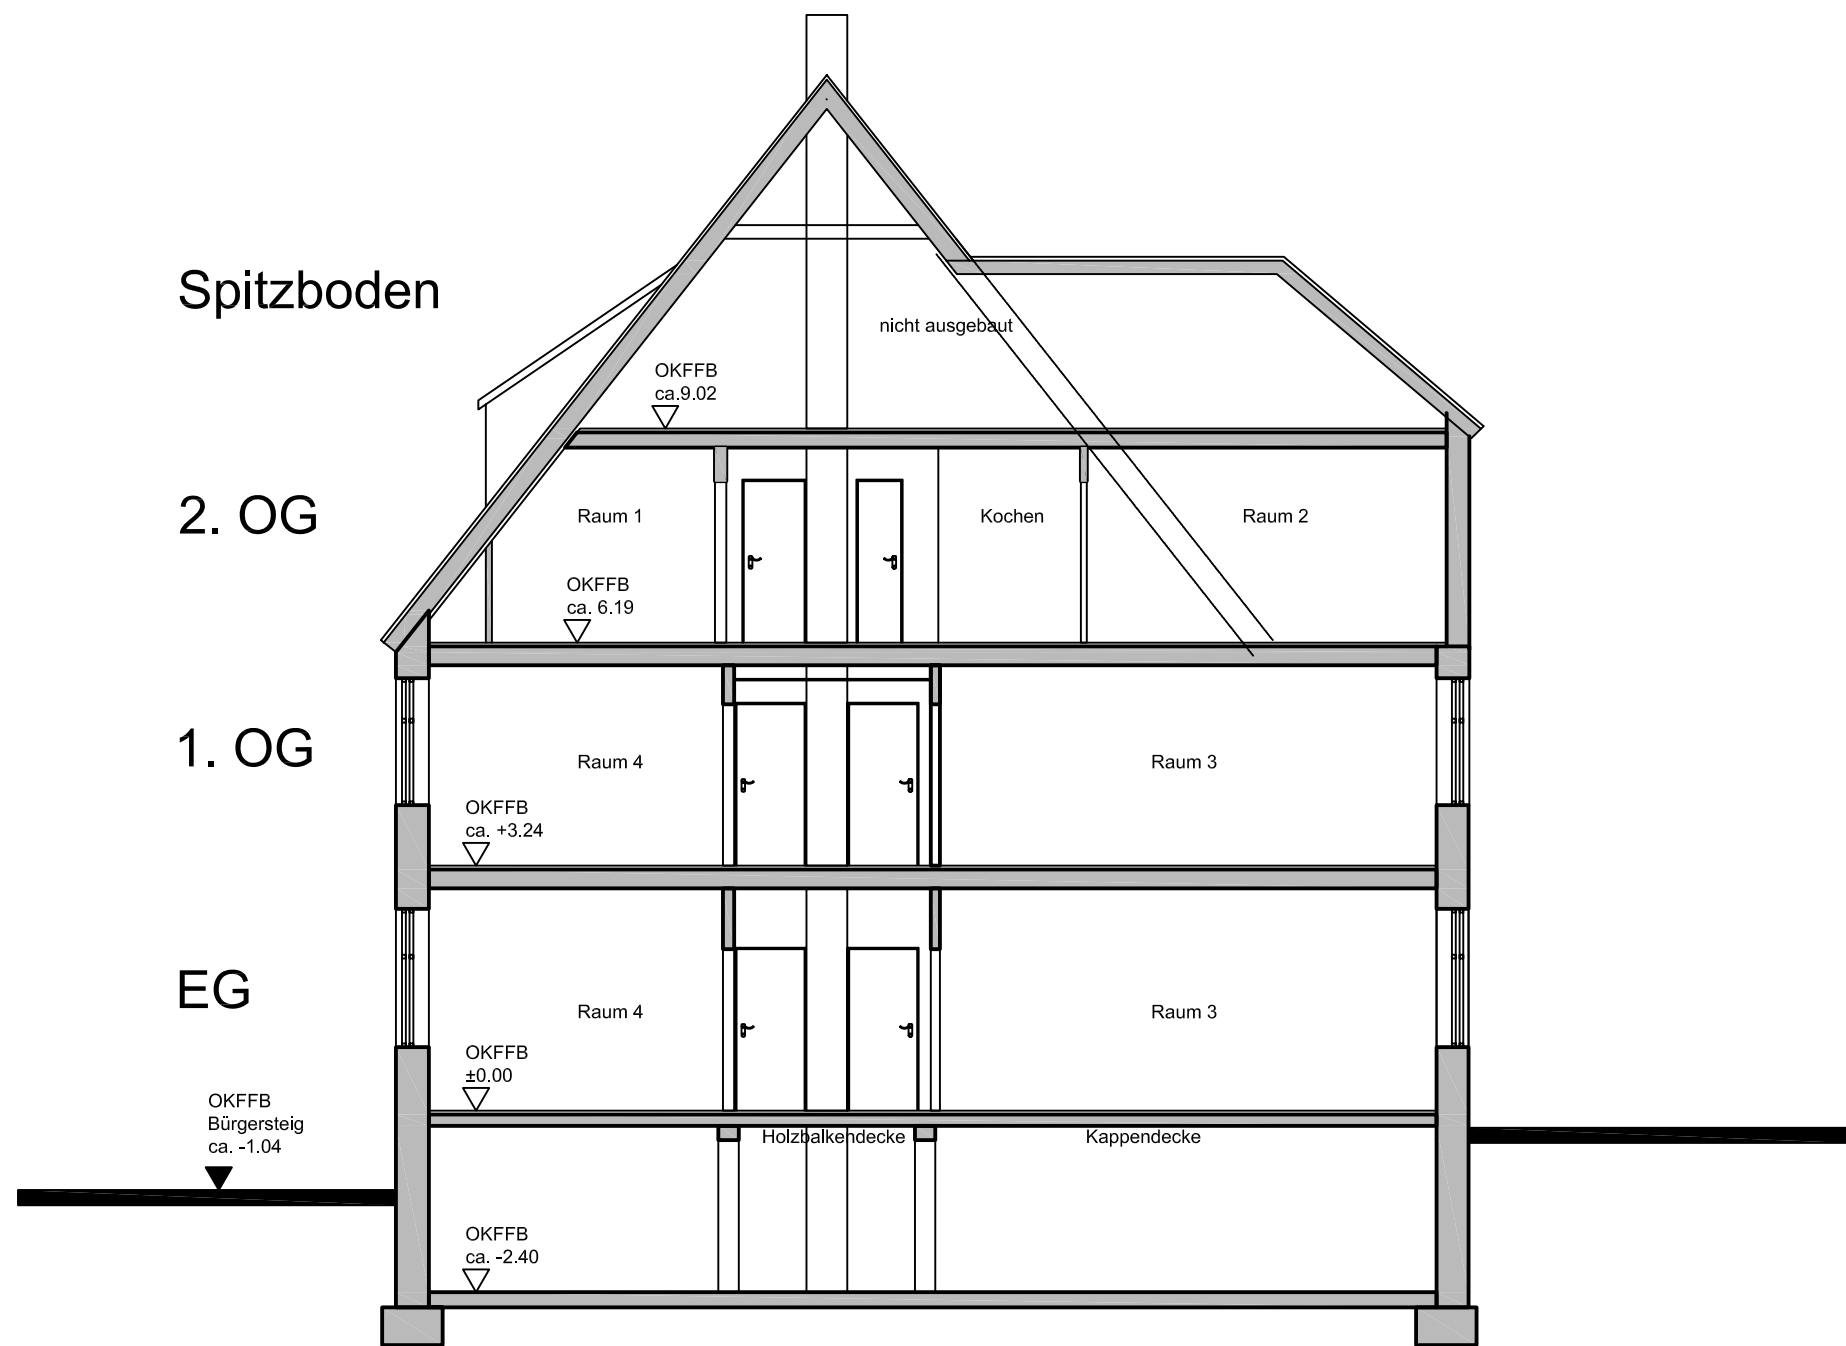 Spitzboden
nicht ausgebaut
OKFFB
ca.9.02
2. OG
Raum 1
Kochen
Raum 2
OKFFB
ca. 6.19
1. OG
Raum 4
Raum 3
OKFFB
ca. +3.24
EG
Raum 4
Raum 3
OKFFB
±0.00
OKFFB
Bürgersteig
ca. -1.04
Holzbalkendecke
Kappendecke
OKFFB
ca. -2.40